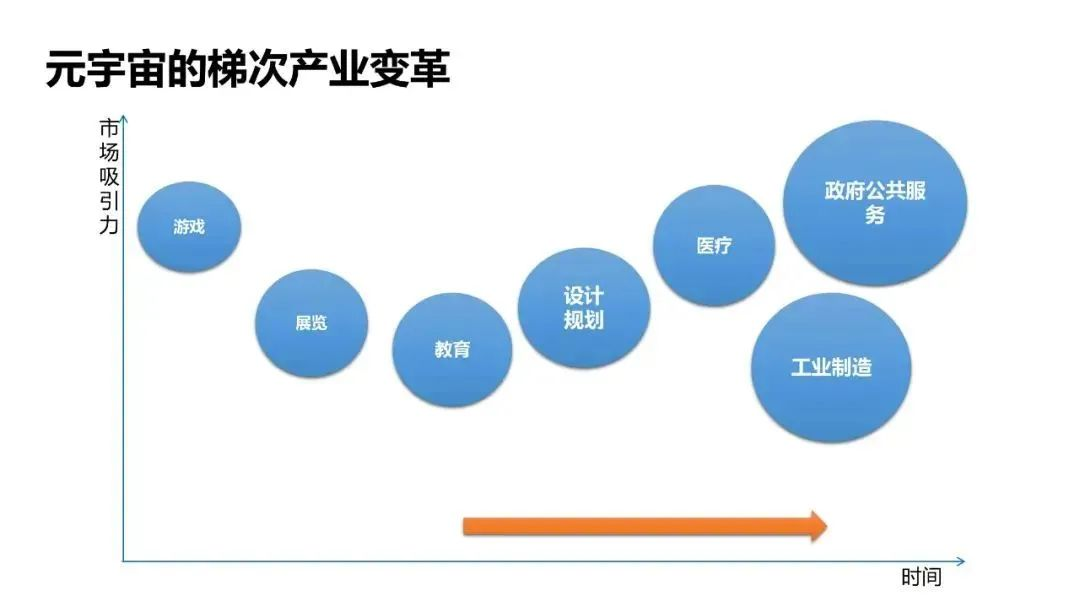 元宇宙的梯次产业变革
市场吸引力
游戏
展览
教育
设计
规划
医疗
政府公共服
务
工业制造
时间